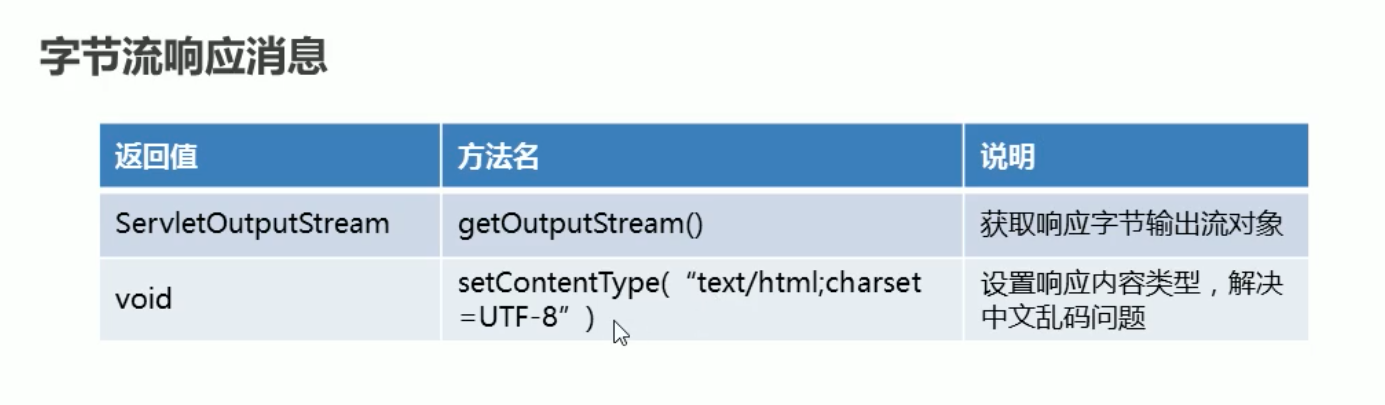 字节流响应消息
返回值 方法名 说明
ServletOutputStream getOutputStream() 获取响应字节输出流对象
void setContentType(“text/html;charset
=UTF-8”) 设置响应内容类型，解决
中文乱码问题